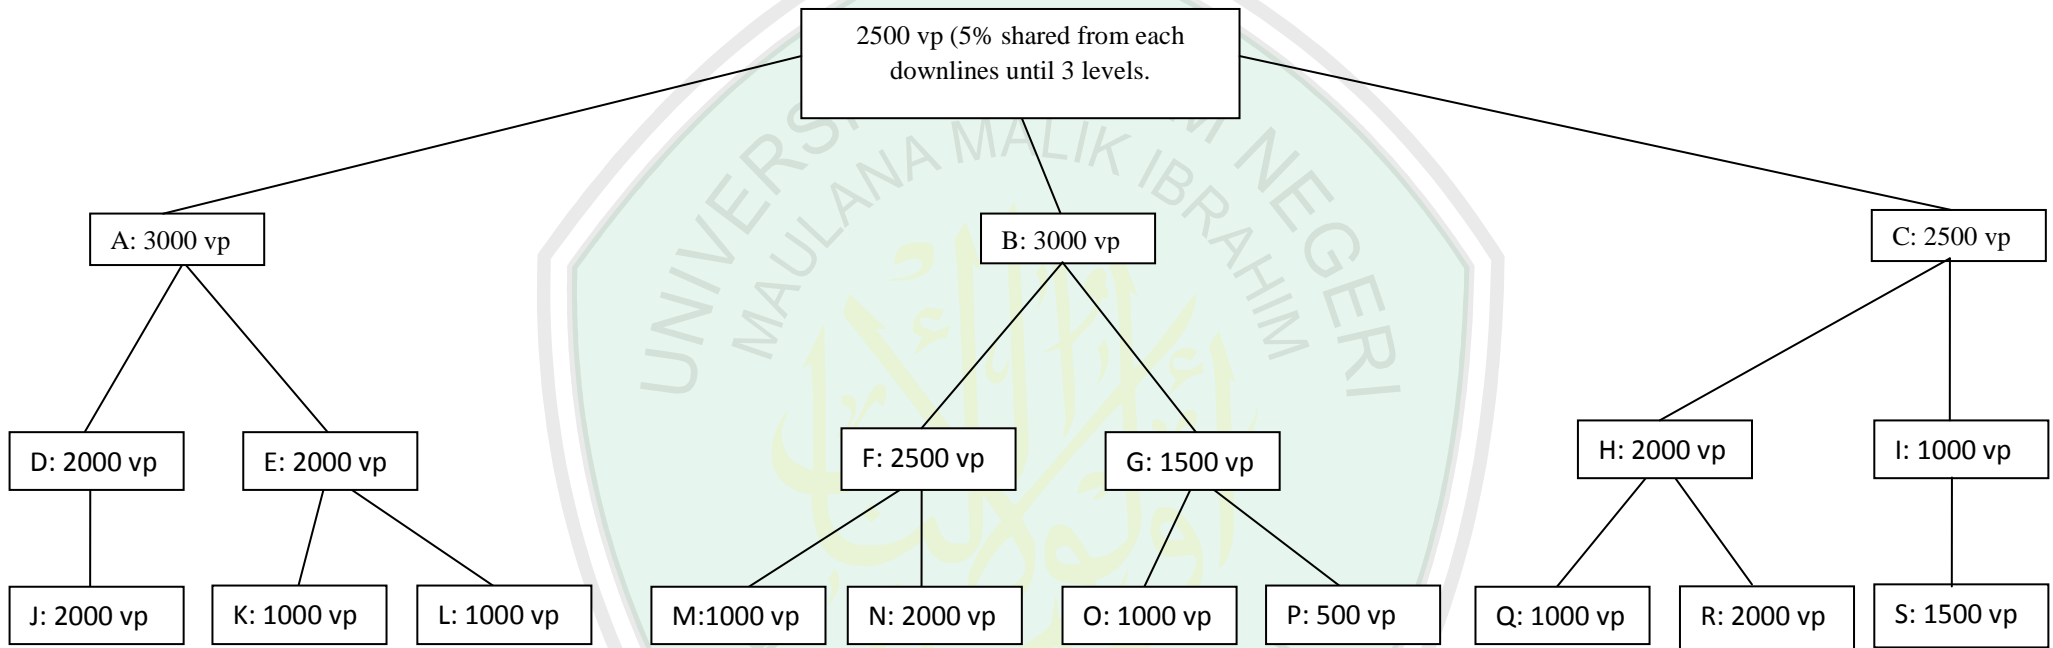 2500 vp (5% shared from each
downlines until 3 levels.
A: 3000 vp
B: 3000 vp
C: 2500 vp
D: 2000 vp
E: 2000 vp
F: 2500 vp
G: 1500 vp
H: 2000 vp
I: 1000 vp
J: 2000 vp
K: 1000 vp
L: 1000 vp
M:1000 vp
N: 2000 vp
O: 1000 vp
P: 500 vp
Q: 1000 vp
R: 2000 vp
S: 1500 vp
MAULANA MALIK IBRAHIM
NEGERI